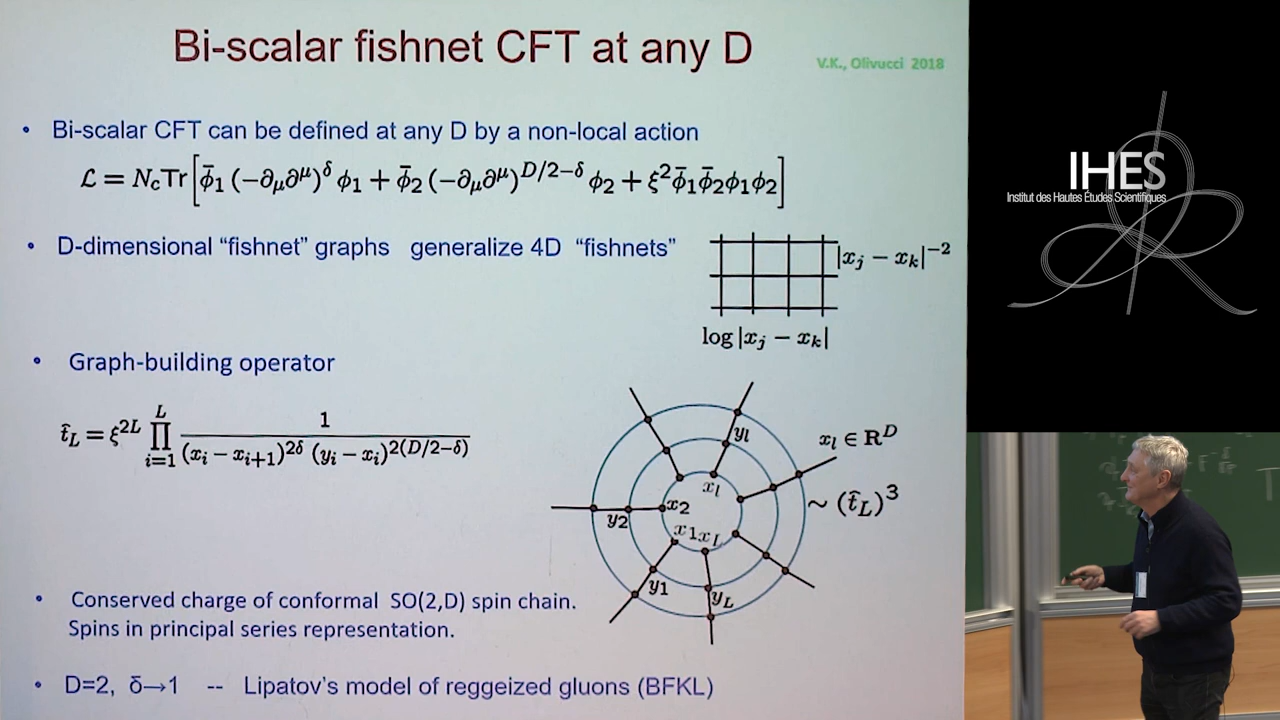 Bi-scalar fishnet CFT at any D
V.K., Olivucci 2018
• Bi-scalar CFT can be defined at any D by a non-local action
ℒ = N_c Tr[ϕ̄₁ (−∂_μ∂^μ)^δ ϕ₁ + ϕ̄₂ (−∂_μ∂^μ)^{D/2−δ} ϕ₂ + ξ² ϕ̄₁ϕ̄₂ϕ₁ϕ₂]
• D-dimensional “fishnet” graphs generalize 4D “fishnets”
|x_j − x_k|^{−2}
log |x_j − x_k|
• Graph-building operator
t̂_L = ξ^{2L} ∏_{i=1}^{L} 1 / ((x_i − x_{i+1})^{2δ} (y_i − x_i)^{2(D/2−δ)})
y_l
x_l ∈ R^D
x_l
x_2
y_2
∼ (t̂_L)³
x_1 x_L
y_1
y_L
• Conserved charge of conformal SO(2,D) spin chain.
Spins in principal series representation.
• D=2, δ→1 -- Lipatov’s model of reggeized gluons (BFKL)
IHES
Institut des Hautes Études Scientifiques